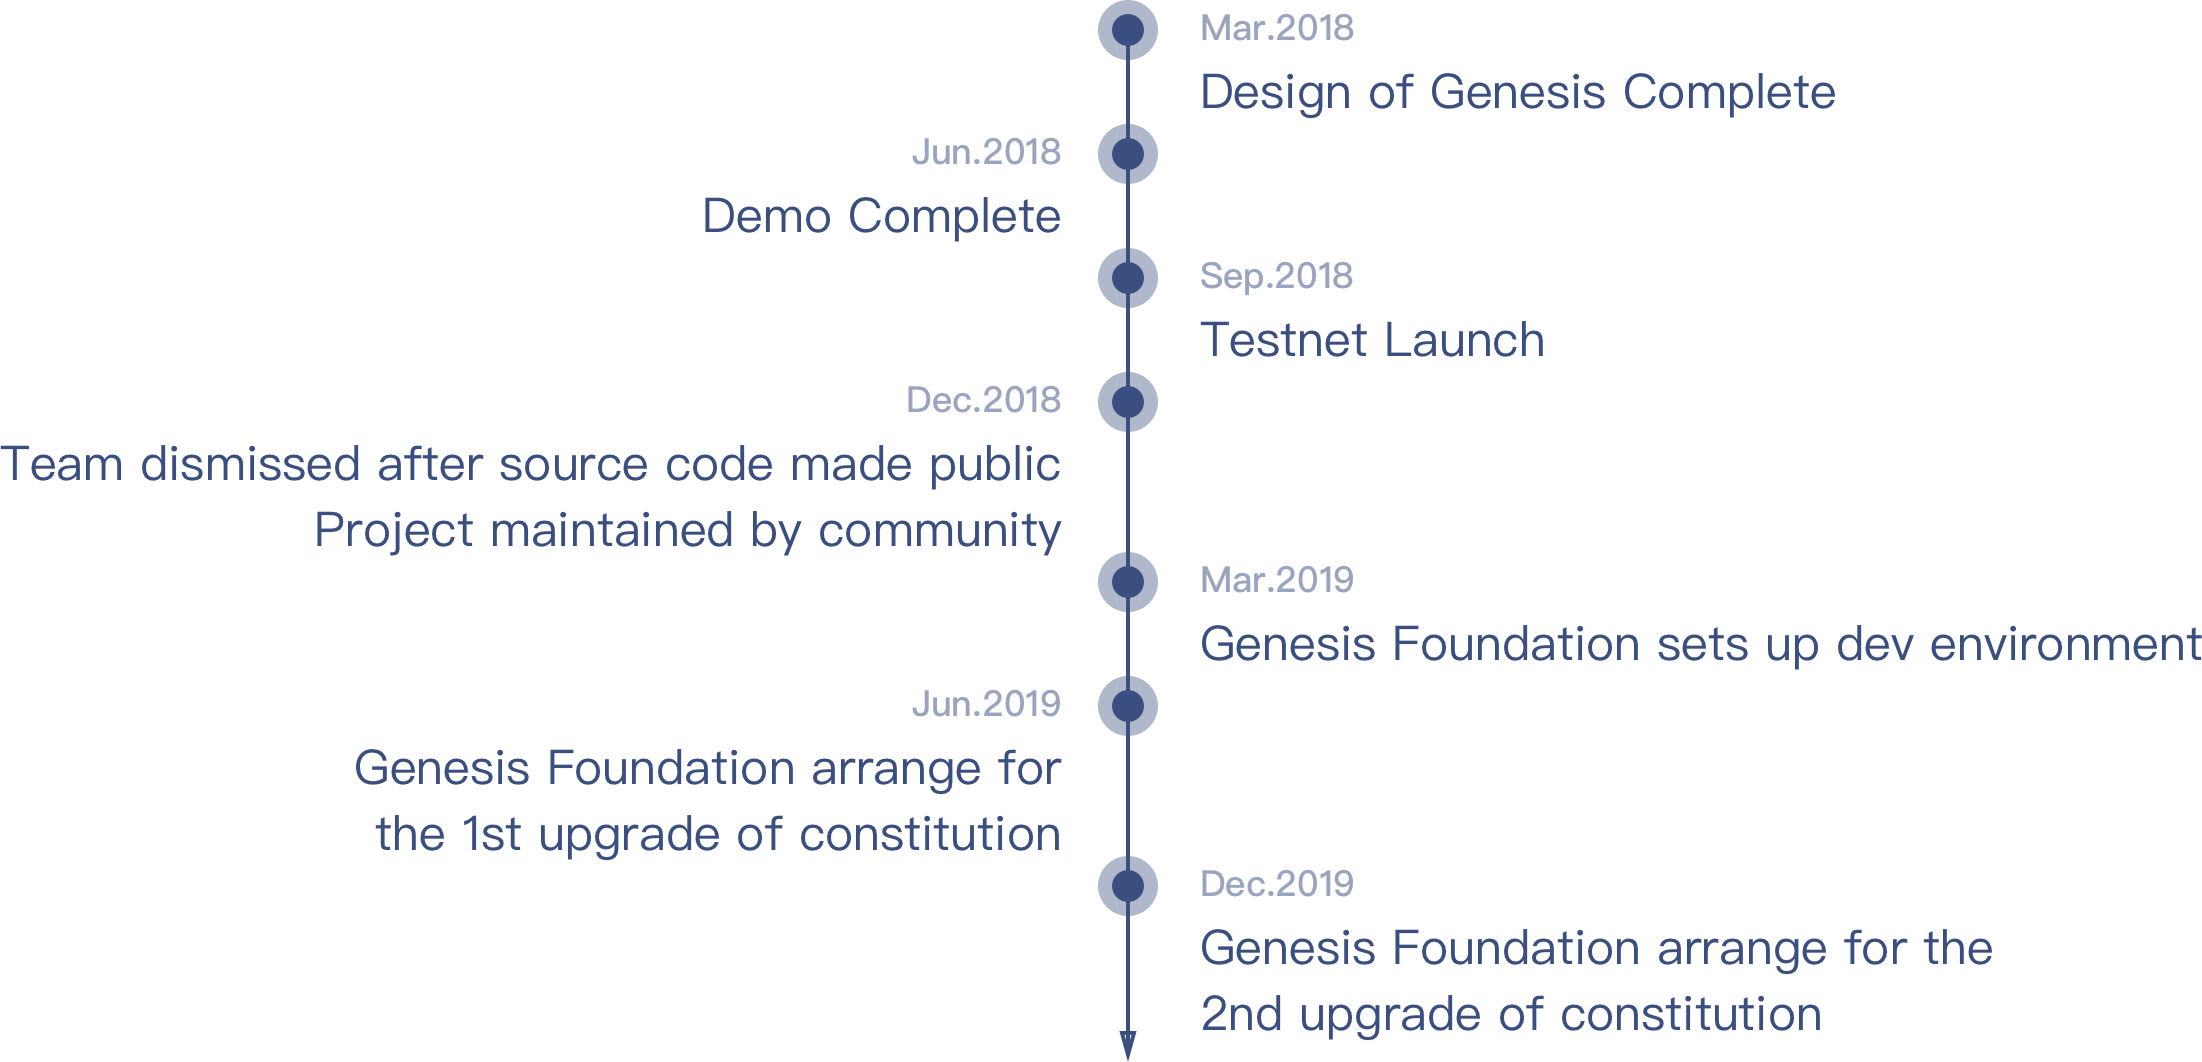 Mar.2018
Design of Genesis Complete
Jun.2018
Demo Complete
Sep.2018
Testnet Launch
Dec.2018
Team dismissed after source code made public
Project maintained by community
Mar.2019
Genesis Foundation sets up dev environment
Jun.2019
Genesis Foundation arrange for
the 1st upgrade of constitution
Dec.2019
Genesis Foundation arrange for the
2nd upgrade of constitution